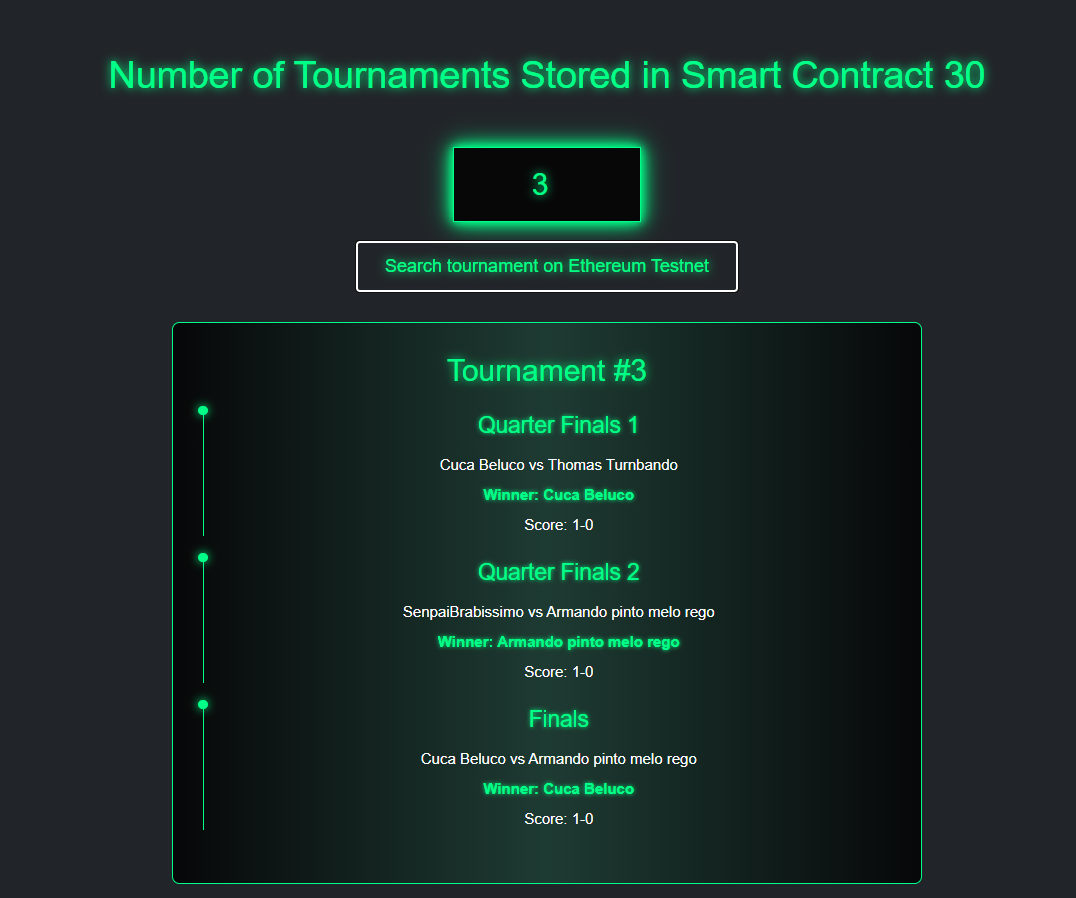 Number of Tournaments Stored in Smart Contract 30
3
Search tournament on Ethereum Testnet
Tournament #3
Quarter Finals 1
Cuca Beluco vs Thomas Turnbando
Winner: Cuca Beluco
Score: 1-0
Quarter Finals 2
SenpaiBrabissimo vs Armando pinto melo rego
Winner: Armando pinto melo rego
Score: 1-0
Finals
Cuca Beluco vs Armando pinto melo rego
Winner: Cuca Beluco
Score: 1-0